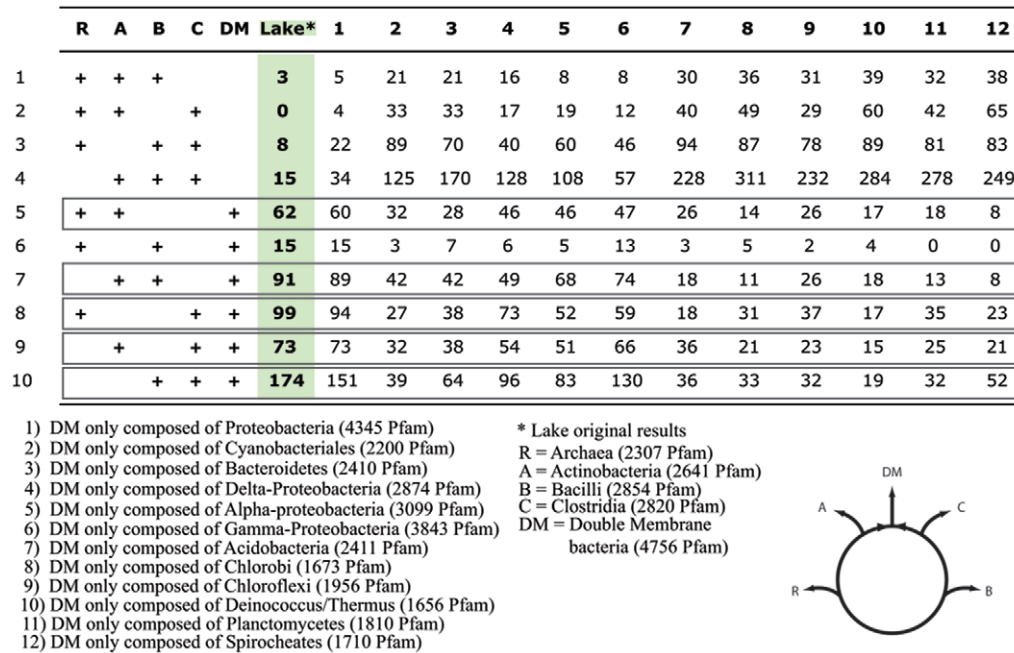 R A B C DM Lake* 1 2 3 4 5 6 7 8 9 10 11 12
1 + + + 3 5 21 21 16 8 8 30 36 31 39 32 38
2 + + + 0 4 33 33 17 19 12 40 49 29 60 42 65
3 + + + 8 22 89 70 40 60 46 94 87 78 89 81 83
4 + + + 15 34 125 170 128 108 57 228 311 232 284 278 249
5 + + + 62 60 32 28 46 46 47 26 14 26 17 18 8
6 + + + 15 15 3 7 6 5 13 3 5 2 4 0 0
7 + + + 91 89 42 42 49 68 74 18 11 26 18 13 8
8 + + + 99 94 27 38 73 52 59 18 31 37 17 35 23
9 + + + 73 73 32 38 54 51 66 36 21 23 15 25 21
10 + + + 174 151 39 64 96 83 130 36 33 32 19 32 52
1) DM only composed of Proteobacteria (4345 Pfam)
2) DM only composed of Cyanobacteriales (2200 Pfam)
3) DM only composed of Bacteroidetes (2410 Pfam)
4) DM only composed of Delta-Proteobacteria (2874 Pfam)
5) DM only composed of Alpha-proteobacteria (3099 Pfam)
6) DM only composed of Gamma-Proteobacteria (3843 Pfam)
7) DM only composed of Acidobacteria (2411 Pfam)
8) DM only composed of Chlorobi (1673 Pfam)
9) DM only composed of Chloroflexi (1956 Pfam)
10) DM only composed of Deinococcus/Thermus (1656 Pfam)
11) DM only composed of Planctomycetes (1810 Pfam)
12) DM only composed of Spirocheates (1710 Pfam)
* Lake original results
R = Archaea (2307 Pfam)
A = Actinobacteria (2641 Pfam)
B = Bacilli (2854 Pfam)
C = Clostridia (2820 Pfam)
DM = Double Membrane
bacteria (4756 Pfam)
DM
A
C
R
B